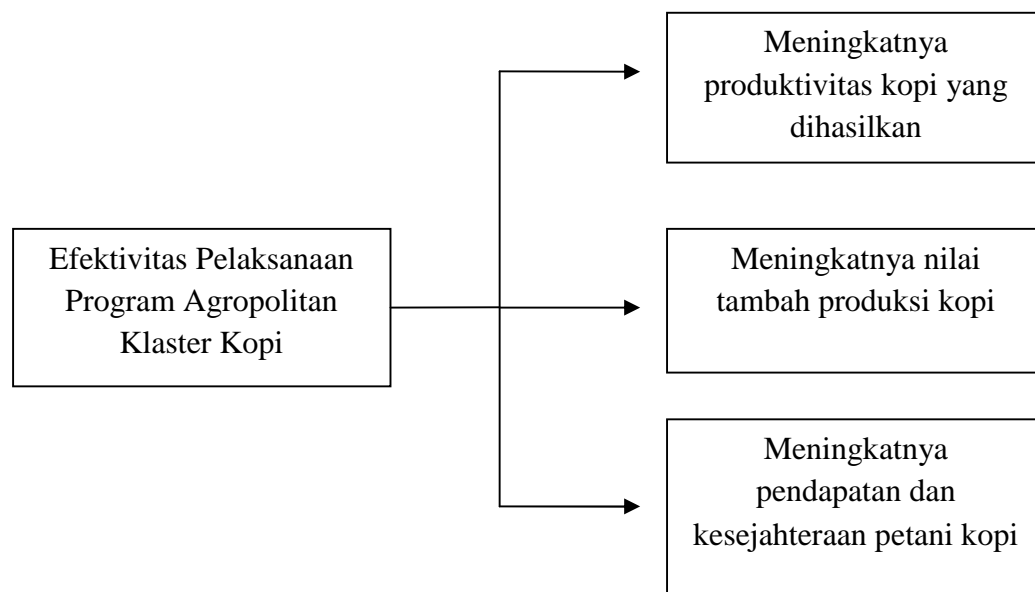 Meningkatnya
produktivitas kopi yang
dihasilkan
Efektivitas Pelaksanaan
Program Agropolitan
Klaster Kopi
Meningkatnya nilai
tambah produksi kopi
Meningkatnya
pendapatan dan
kesejahteraan petani kopi